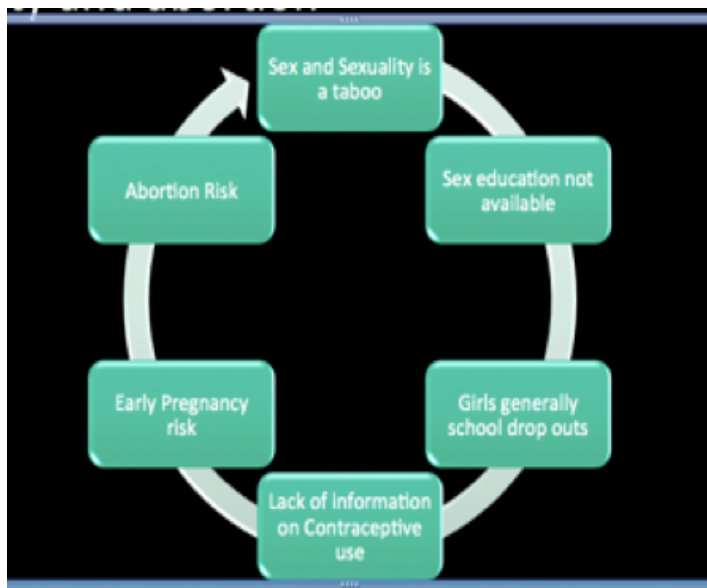 Sex and Sexuality is
a taboo
Sex education not
available
Girls generally
school drop outs
Lack of information
on Contraceptive
use
Early Pregnancy
risk
Abortion Risk